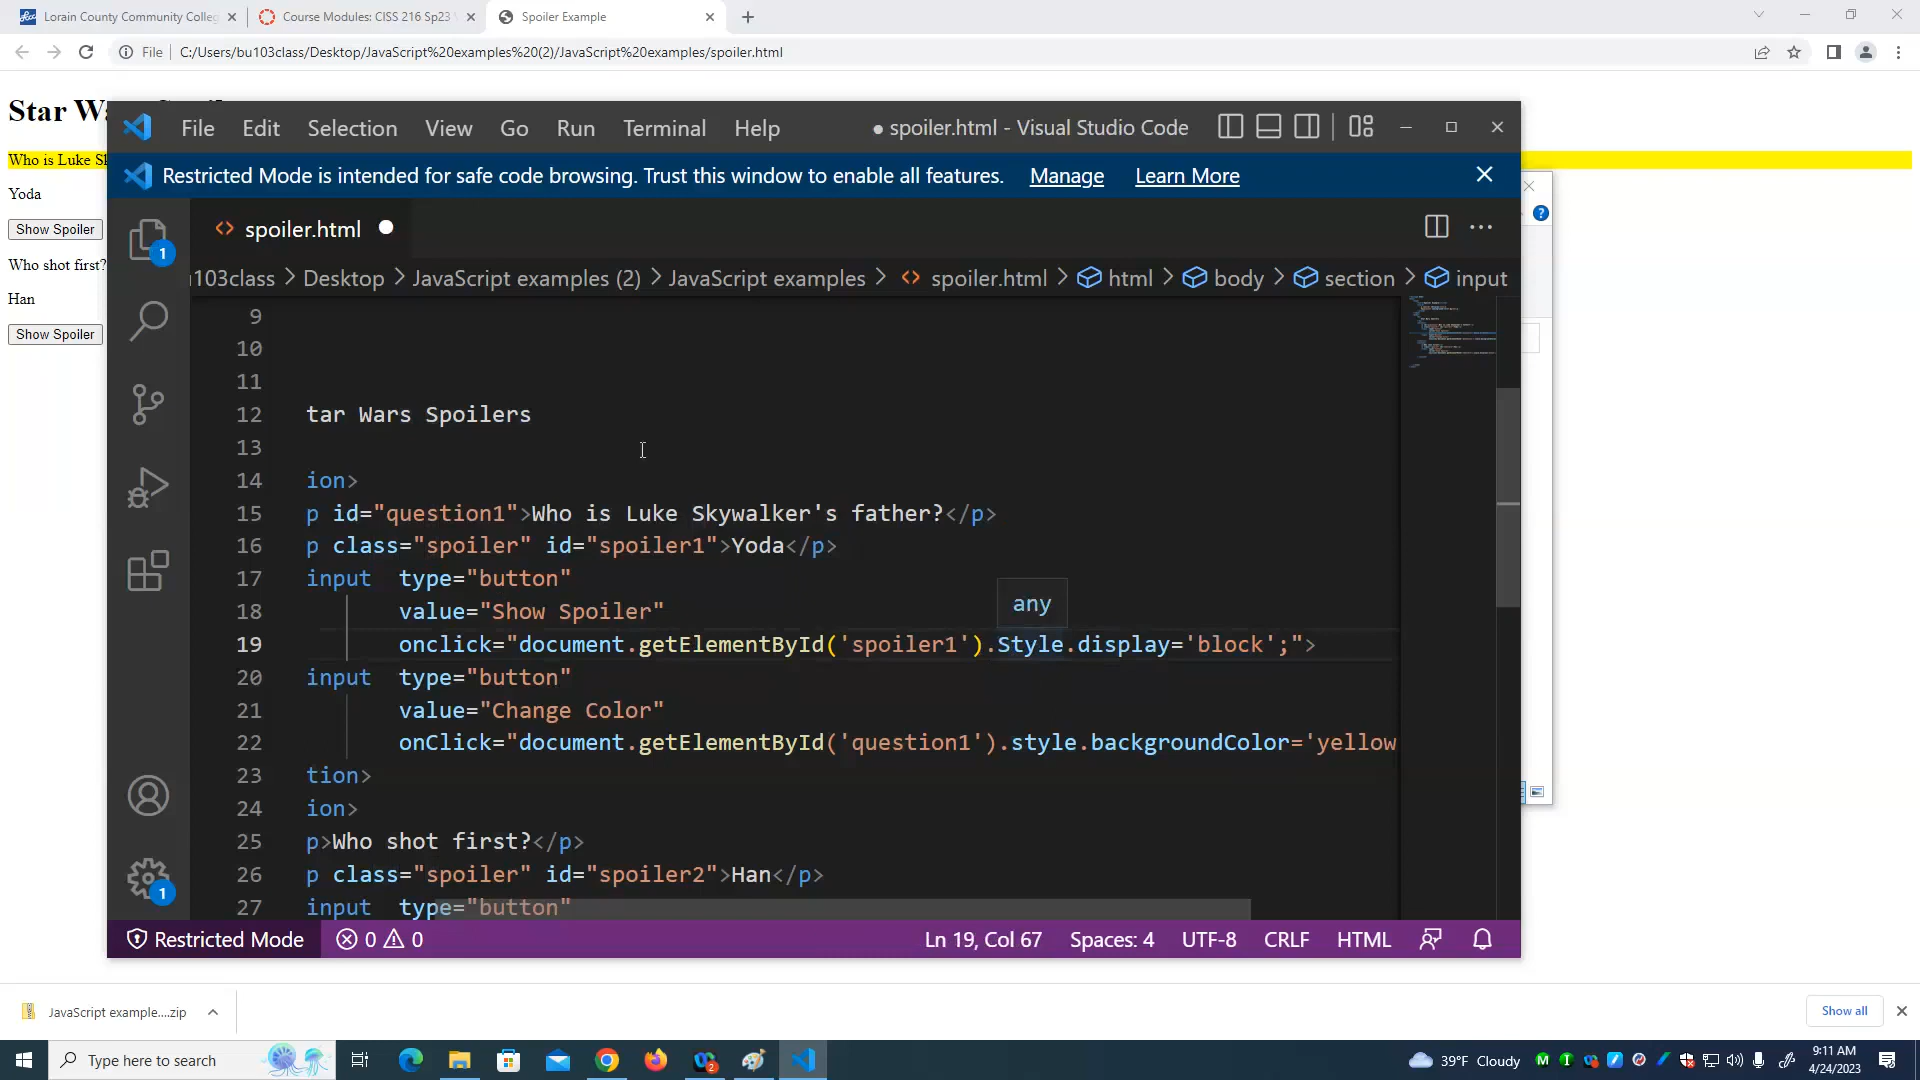 Lorain County Community Colleg
Course Modules: CISS 216 Sp23
Spoiler Example
File C:/Users/bu103class/Desktop/JavaScript%20examples%20(2)/JavaScript%20examples/spoiler.html
Star Wa
Who is Luke Sk
Yoda
Show Spoiler
Who shot first?
Han
Show Spoiler
File Edit Selection View Go Run Terminal Help ● spoiler.html - Visual Studio Code
Restricted Mode is intended for safe code browsing. Trust this window to enable all features. Manage Learn More
<> spoiler.html ●
103class > Desktop > JavaScript examples (2) > JavaScript examples > <> spoiler.html > html > body > section > input
9
10
11
12 tar Wars Spoilers
13
14 ion>
15 p id="question1">Who is Luke Skywalker's father?</p>
16 p class="spoiler" id="spoiler1">Yoda</p>
17 input type="button"
18 value="Show Spoiler"
any
19 onclick="document.getElementById('spoiler1').Style.display='block';">
20 input type="button"
21 value="Change Color"
22 onClick="document.getElementById('question1').style.backgroundColor='yellow
23 tion>
24 ion>
25 p>Who shot first?</p>
26 p class="spoiler" id="spoiler2">Han</p>
27 input type="button"
1
1
Restricted Mode 0 0 Ln 19, Col 67 Spaces: 4 UTF-8 CRLF HTML
JavaScript example....zip
Show all
Type here to search
2
39°F Cloudy
9:11 AM
4/24/2023